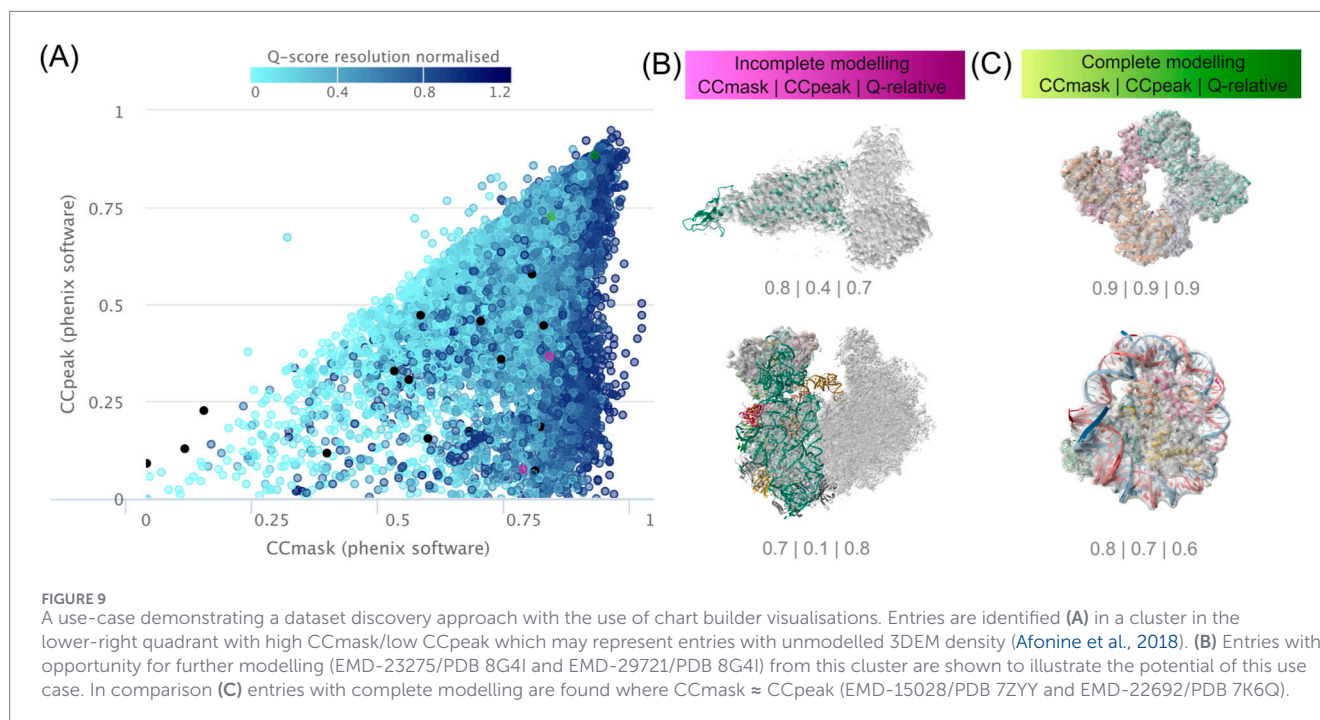 (A)
Q-score resolution normalised
0 0.4 0.8 1.2
1
0.75
0.5
0.25
0
CCpeak (phenix software)
0 0.25 0.5 0.75 1
CCmask (phenix software)
(B)
Incomplete modelling
CCmask | CCpeak | Q-relative
0.8 | 0.4 | 0.7
0.7 | 0.1 | 0.8
(C)
Complete modelling
CCmask | CCpeak | Q-relative
0.9 | 0.9 | 0.9
0.8 | 0.7 | 0.6
FIGURE 9
A use-case demonstrating a dataset discovery approach with the use of chart builder visualisations. Entries are identified (A) in a cluster in the
lower-right quadrant with high CCmask/low CCpeak which may represent entries with unmodelled 3DEM density (Afonine et al., 2018). (B) Entries with
opportunity for further modelling (EMD-23275/PDB 8G4I and EMD-29721/PDB 8G4I) from this cluster are shown to illustrate the potential of this use
case. In comparison (C) entries with complete modelling are found where CCmask ≈ CCpeak (EMD-15028/PDB 7ZYY and EMD-22692/PDB 7K6Q).